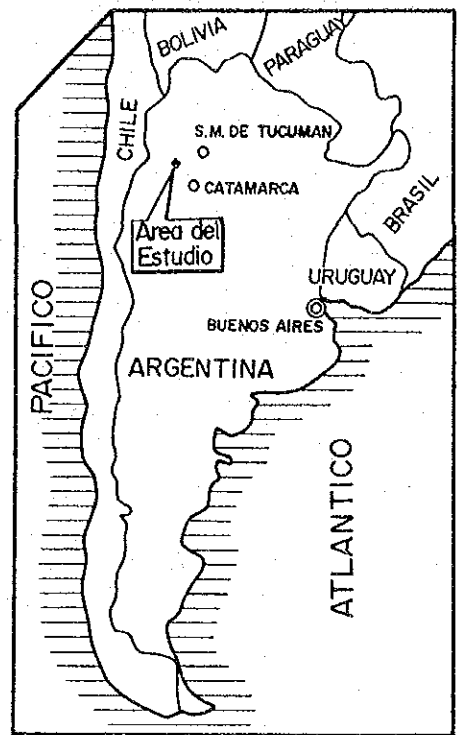 BOLIVIA
PARAGUAY
CHILE
S.M. DE TUCUMAN
CATAMARCA
BRASIL
Area del
Estudio
URUGUAY
BUENOS AIRES
PACIFICO
ARGENTINA
ATLANTICO